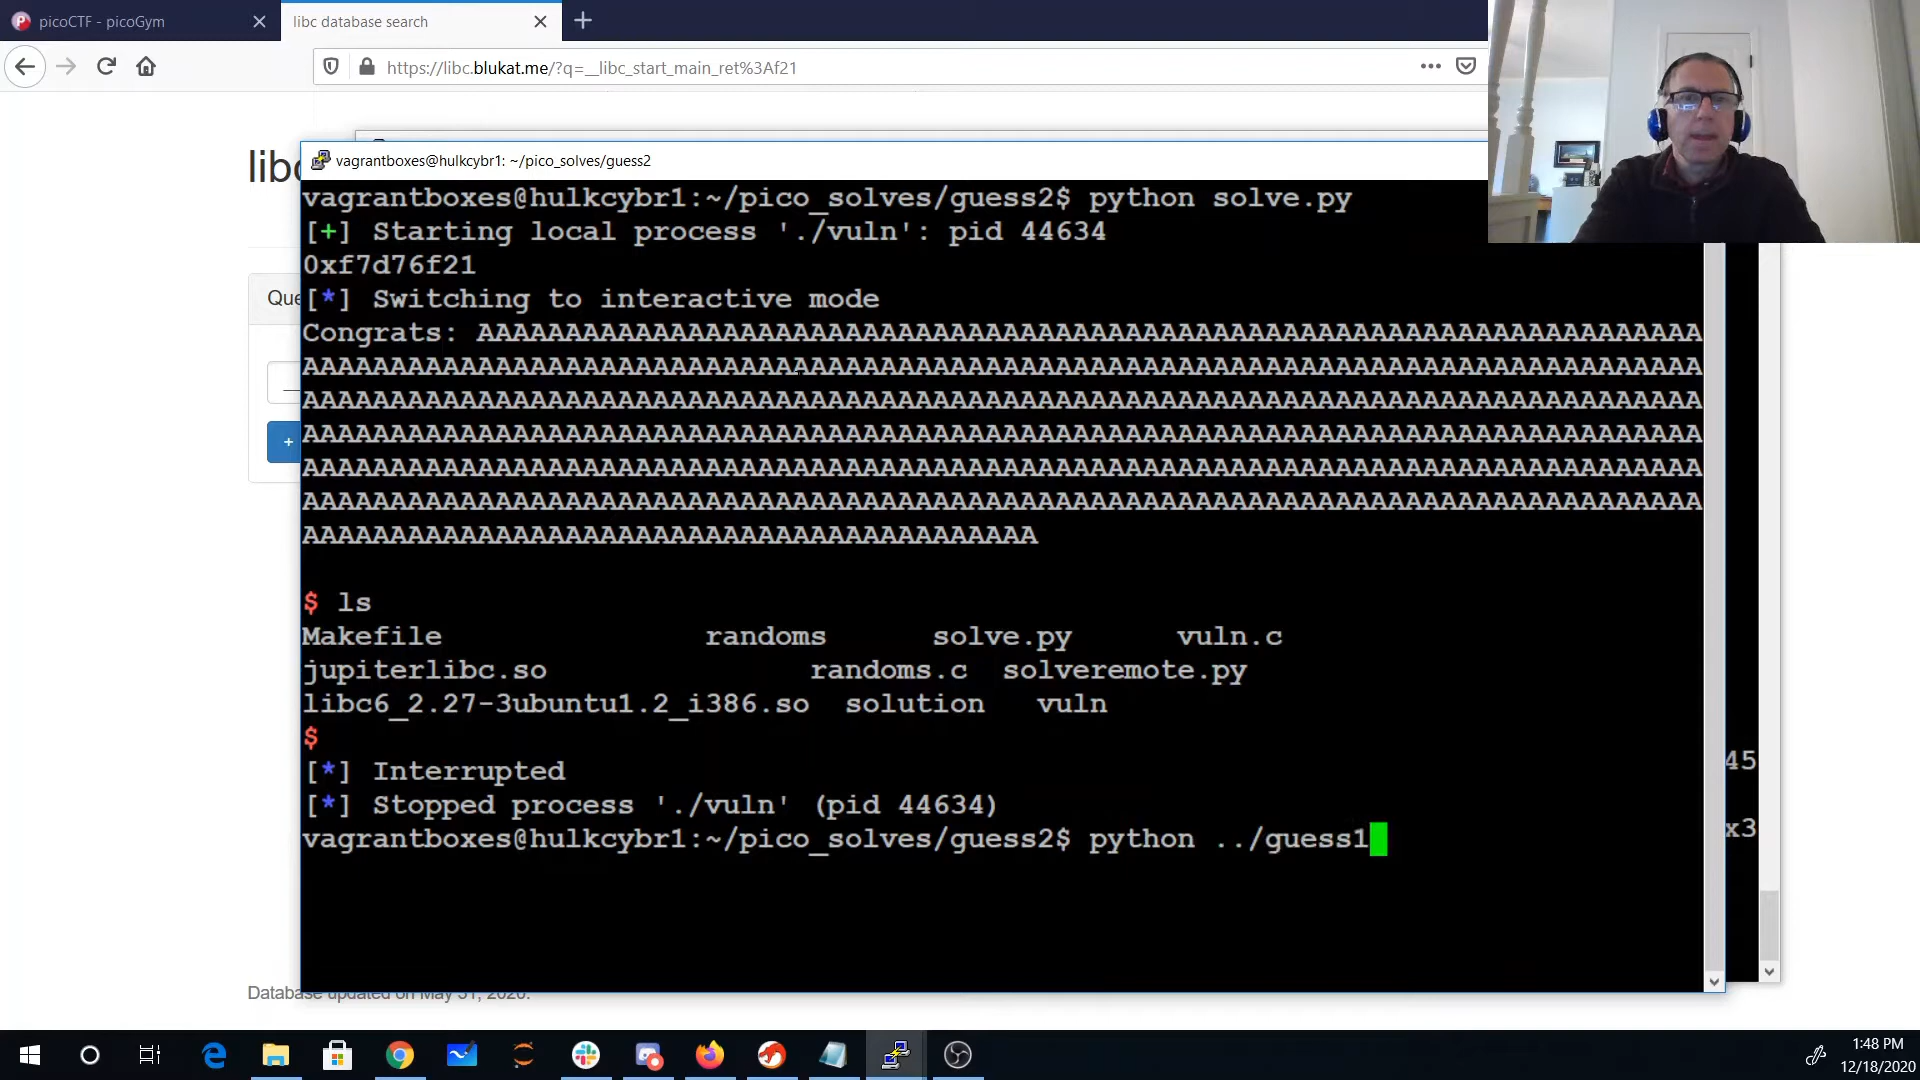 picoCTF - picoGym
libc database search
https://libc.blukat.me/?q=__libc_start_main_ret%3Af21
vagrantboxes@hulkcybr1: ~/pico_solves/guess2
vagrantboxes@hulkcybr1:~/pico_solves/guess2$ python solve.py
[+] Starting local process './vuln': pid 44634
0xf7d76f21
[*] Switching to interactive mode
Congrats: AAAAAAAAAAAAAAAAAAAAAAAAAAAAAAAAAAAAAAAAAAAAAAAAAAAAAAAAAAAAAAAAAAAAAA
AAAAAAAAAAAAAAAAAAAAAAAAAAAAAAAAAAAAAAAAAAAAAAAAAAAAAAAAAAAAAAAAAAAAAAAAAAAAAAAA
AAAAAAAAAAAAAAAAAAAAAAAAAAAAAAAAAAAAAAAAAAAAAAAAAAAAAAAAAAAAAAAAAAAAAAAAAAAAAAAA
AAAAAAAAAAAAAAAAAAAAAAAAAAAAAAAAAAAAAAAAAAAAAAAAAAAAAAAAAAAAAAAAAAAAAAAAAAAAAAAA
AAAAAAAAAAAAAAAAAAAAAAAAAAAAAAAAAAAAAAAAAAAAAAAAAAAAAAAAAAAAAAAAAAAAAAAAAAAAAAAA
AAAAAAAAAAAAAAAAAAAAAAAAAAAAAAAAAAAAAAAAAAAAAAAAAAAAAAAAAAAAAAAAAAAAAAAAAAAAAAAA
AAAAAAAAAAAAAAAAAAAAAAAAAAAAAAAAAAAAAAAAAA
$ ls
Makefile randoms solve.py vuln.c
jupiterlibc.so randoms.c solveremote.py
libc6_2.27-3ubuntu1.2_i386.so solution vuln
$
[*] Interrupted
[*] Stopped process './vuln' (pid 44634)
vagrantboxes@hulkcybr1:~/pico_solves/guess2$ python ../guess1
45
x3
1:48 PM
12/18/2020